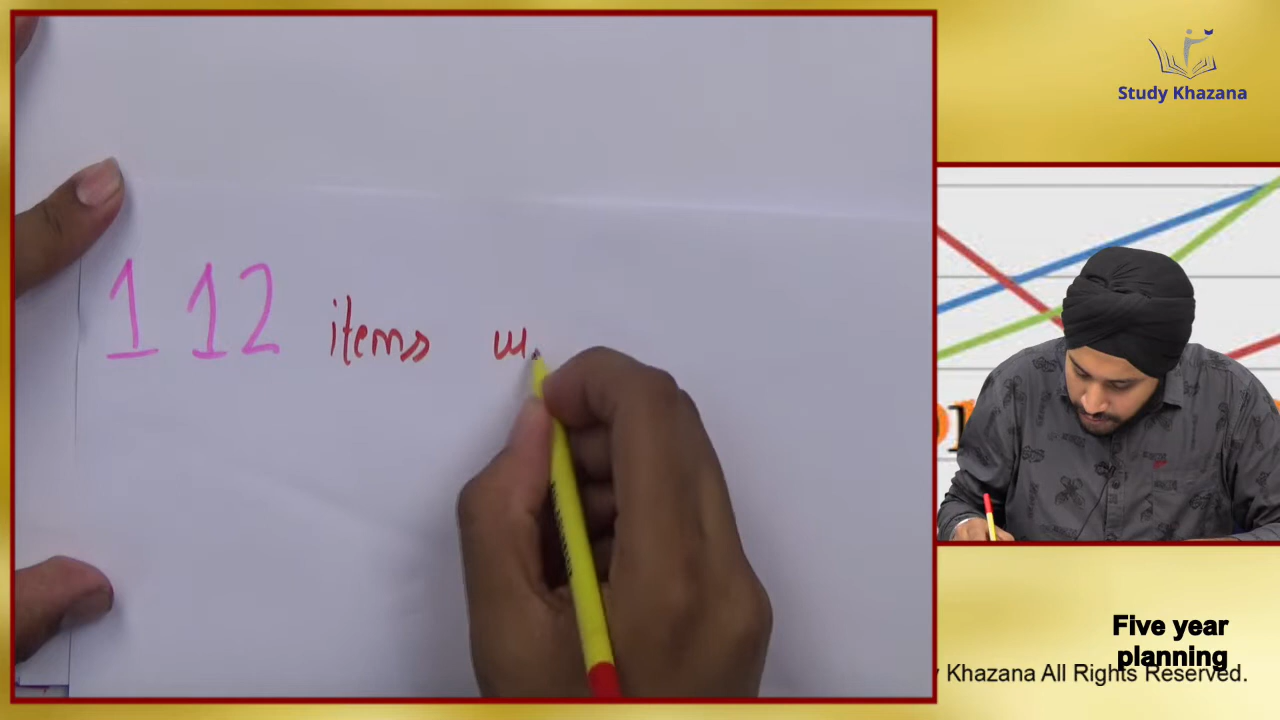 Study Khazana
112 items
Five year
planning
Khazana All Rights Reserved.